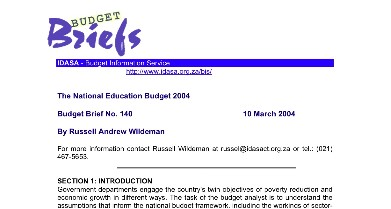 BUDGET
Briefs
IDASA - Budget Information Service
http://www.idasa.org.za/bis/
The National Education Budget 2004
Budget Brief No. 140 10 March 2004
By Russell Andrew Wildeman
For more information contact Russell Wildeman at russel@idasact.org.za or tel.: (021)
467-5653.
SECTION 1: INTRODUCTION
Government departments engage the country's twin objectives of poverty reduction and
economic growth in different ways. The task of the budget analyst is to understand the
assumptions that inform the national budget framework, including the workings of sector-